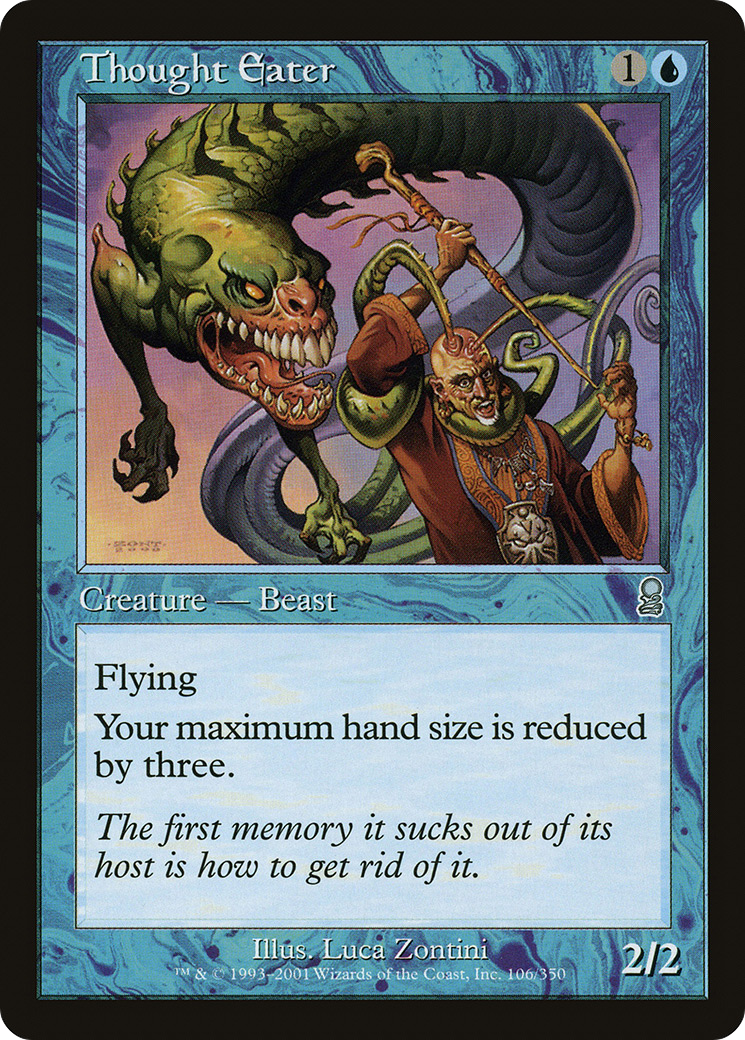 Thought Eater
1
Creature — Beast
Flying
Your maximum hand size is reduced
by three.
The first memory it sucks out of its
host is how to get rid of it.
Illus. Luca Zontini
™ & © 1993–2001 Wizards of the Coast, Inc. 106/350
2/2